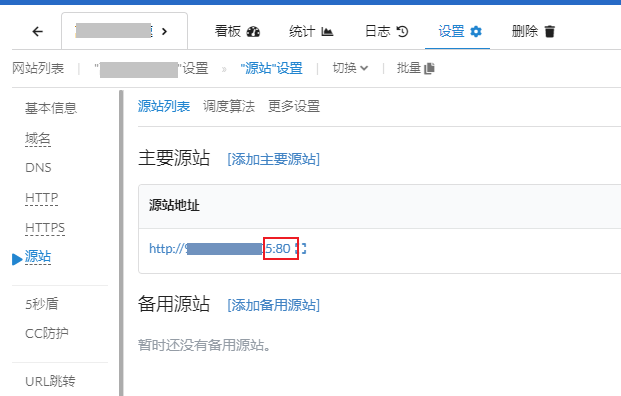 看板 统计 日志 设置 删除
网站列表 | " "设置 » "源站"设置 | 切换 | 批量
基本信息
域名
DNS
HTTP
HTTPS
源站
5秒盾
CC防护
URL跳转
源站列表 调度算法 更多设置
主要源站 [添加主要源站]
源站地址
http:// 5:80
备用源站 [添加备用源站]
暂时还没有备用源站。